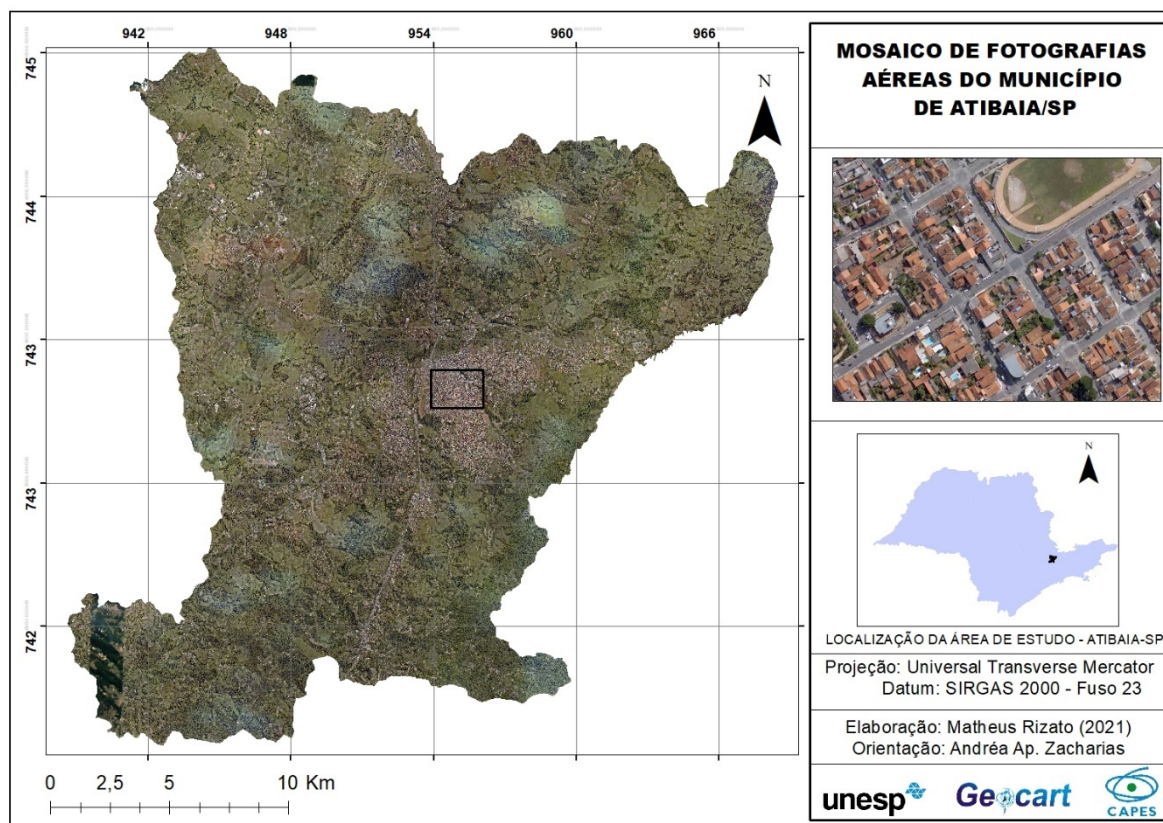 942 948 954 960 966
745
744
743
743
742
N
0 2,5 5 10 Km
MOSAICO DE FOTOGRAFIAS
AÉREAS DO MUNICÍPIO
DE ATIBAIA/SP
N
LOCALIZAÇÃO DA ÁREA DE ESTUDO - ATIBAIA-SP
Projeção: Universal Transverse Mercator
Datum: SIRGAS 2000 - Fuso 23
Elaboração: Matheus Rizato (2021)
Orientação: Andréa Ap. Zacharias
unesp Geocart CAPES